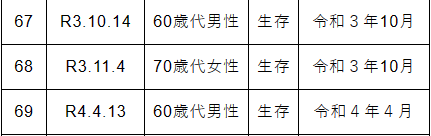 67 R3.10.14 60歳代男性 生存 令和３年10月
68 R3.11.4 70歳代女性 生存 令和３年10月
69 R4.4.13 60歳代男性 生存 令和４年４月